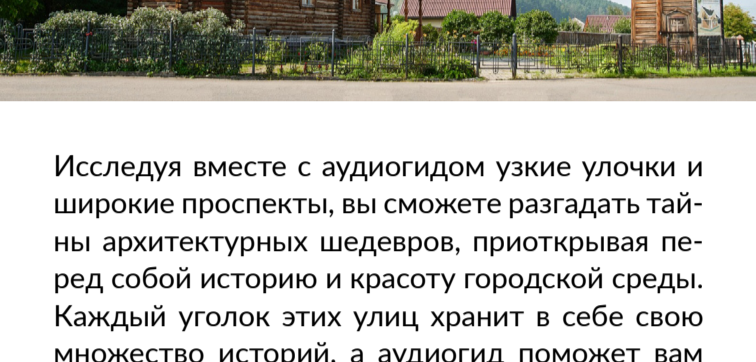 Исследуя вместе с аудиогидом узкие улочки и
широкие проспекты, вы сможете разгадать тай-
ны архитектурных шедевров, приоткрывая пе-
ред собой историю и красоту городской среды.
Каждый уголок этих улиц хранит в себе свою
множество историй, а аудиогид поможет вам